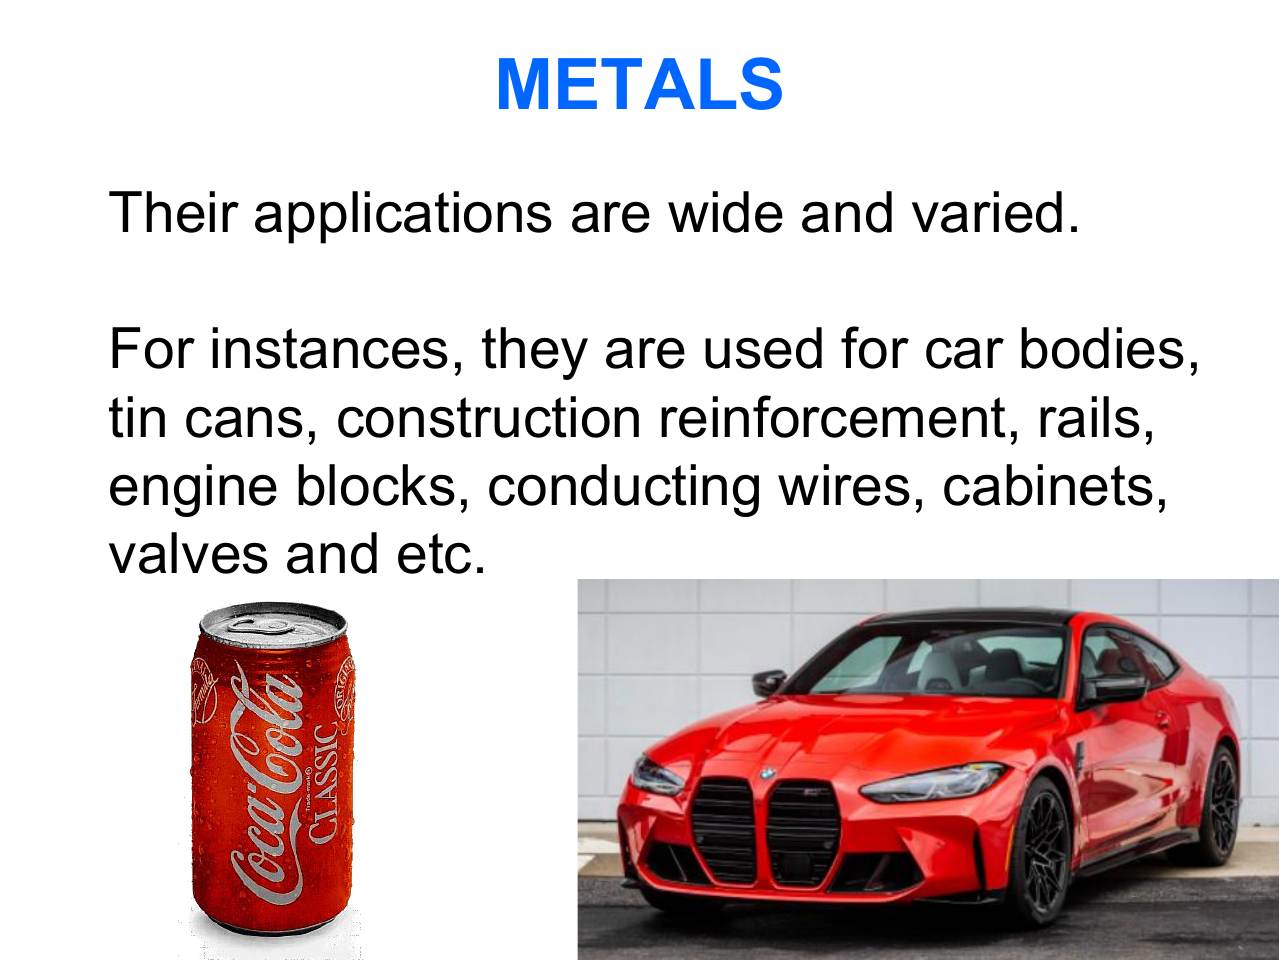 METALS
Their applications are wide and varied.
For instances, they are used for car bodies,
tin cans, construction reinforcement, rails,
engine blocks, conducting wires, cabinets,
valves and etc.
Coca-Cola
CLASSIC
ORIGINAL